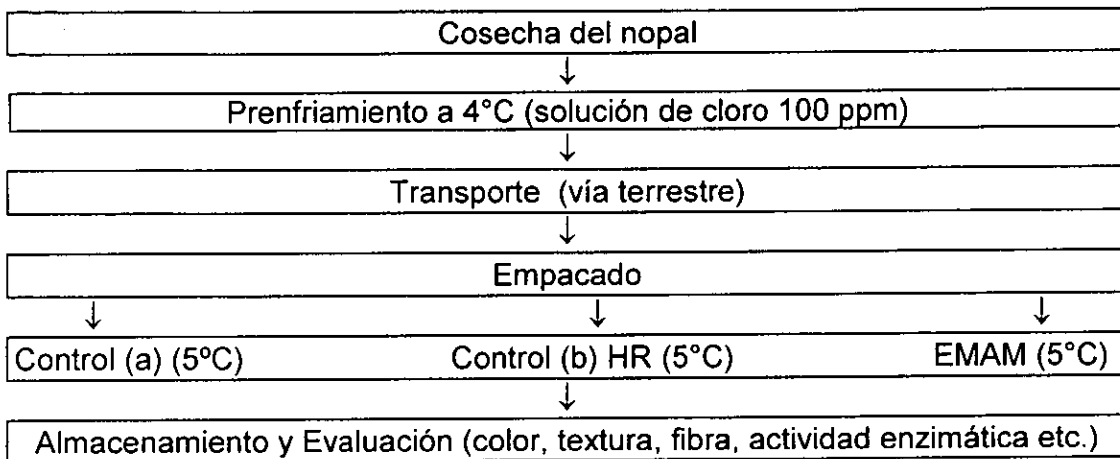 Cosecha del nopal
↓
Prenfriamiento a 4°C (solución de cloro 100 ppm)
↓
Transporte (vía terrestre)
↓
Empacado
↓ ↓ ↓
Control (a) (5ºC) Control (b) HR (5°C) EMAM (5°C)
↓
Almacenamiento y Evaluación (color, textura, fibra, actividad enzimática etc.)